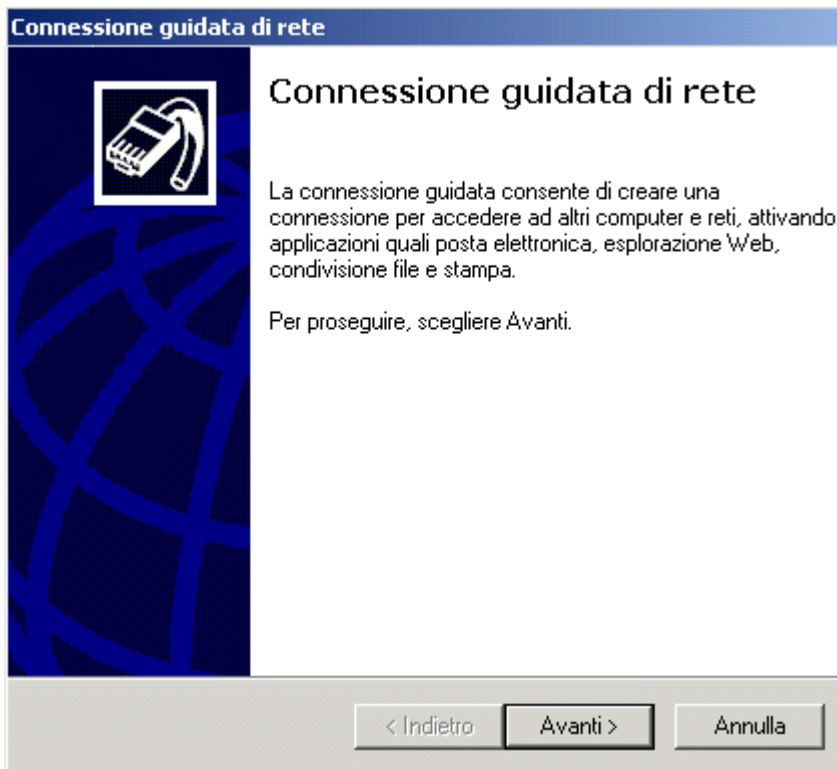 Connessione guidata di rete
Connessione guidata di rete
La connessione guidata consente di creare una
connessione per accedere ad altri computer e reti, attivando
applicazioni quali posta elettronica, esplorazione Web,
condivisione file e stampa.
Per proseguire, scegliere Avanti.
< Indietro Avanti > Annulla